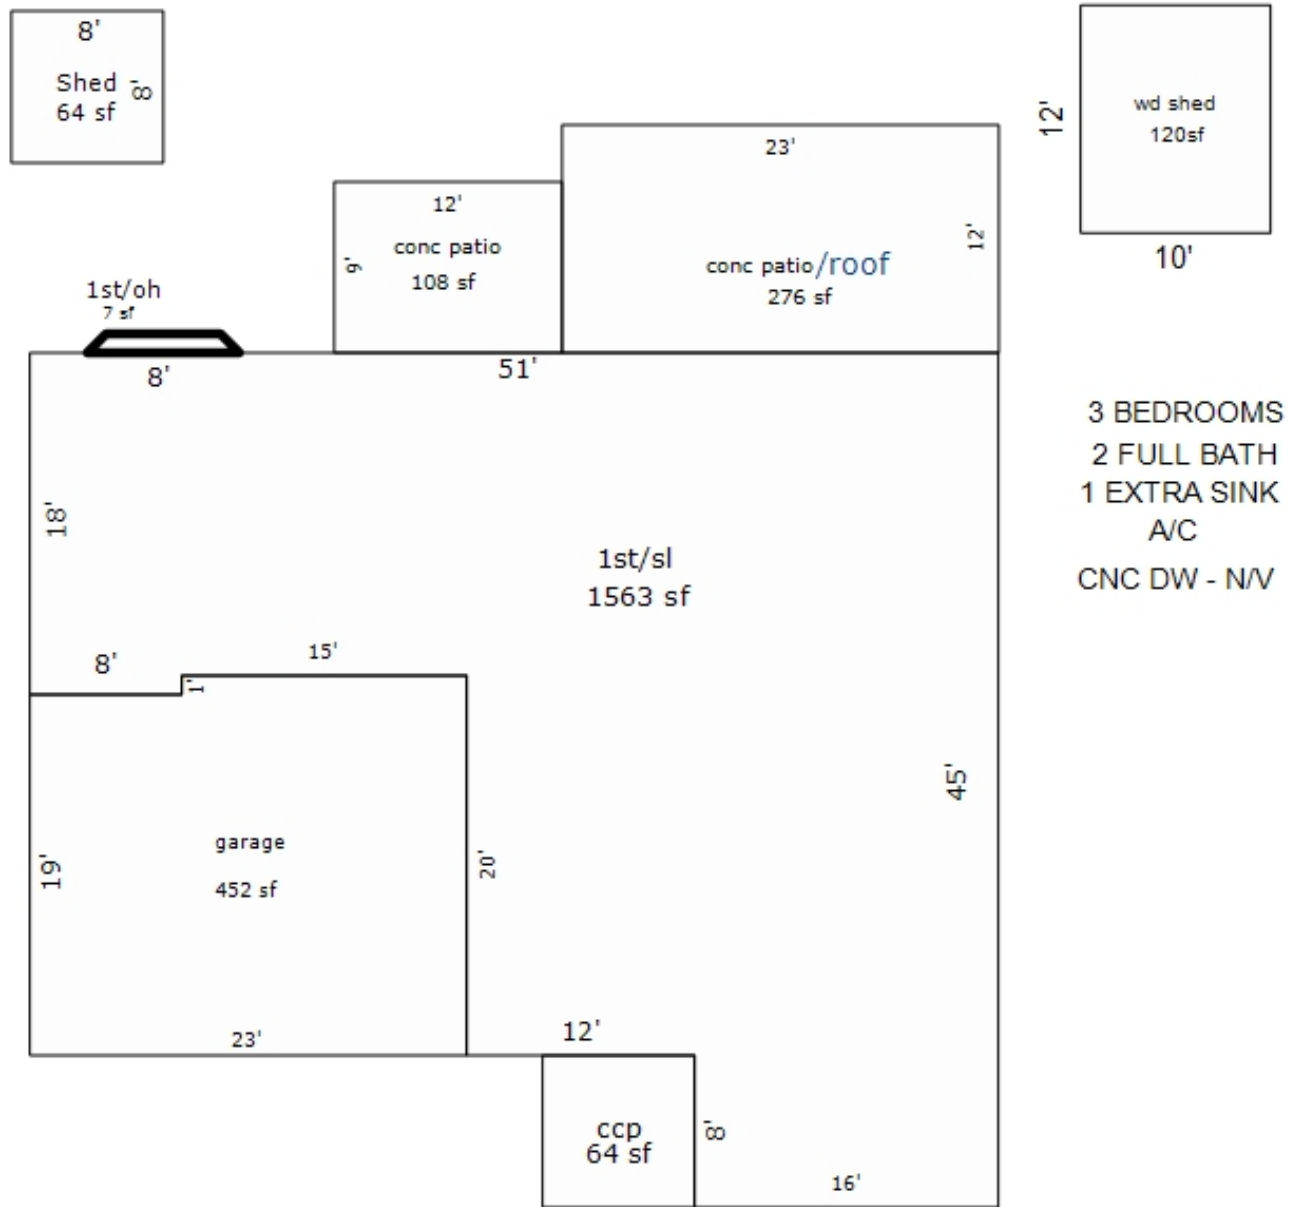 8'
Shed
8'
64 sf
12'
wd shed
120sf
10'
23'
12'
conc patio/roof
276 sf
12'
9'
conc patio
108 sf
1st/oh
7 sf
8'
51'
3 BEDROOMS
2 FULL BATH
1 EXTRA SINK
A/C
CNC DW - N/V
18'
1st/sl
1563 sf
8'
15'
1'
45'
19'
garage
452 sf
20'
23'
12'
ccp
64 sf
8'
16'